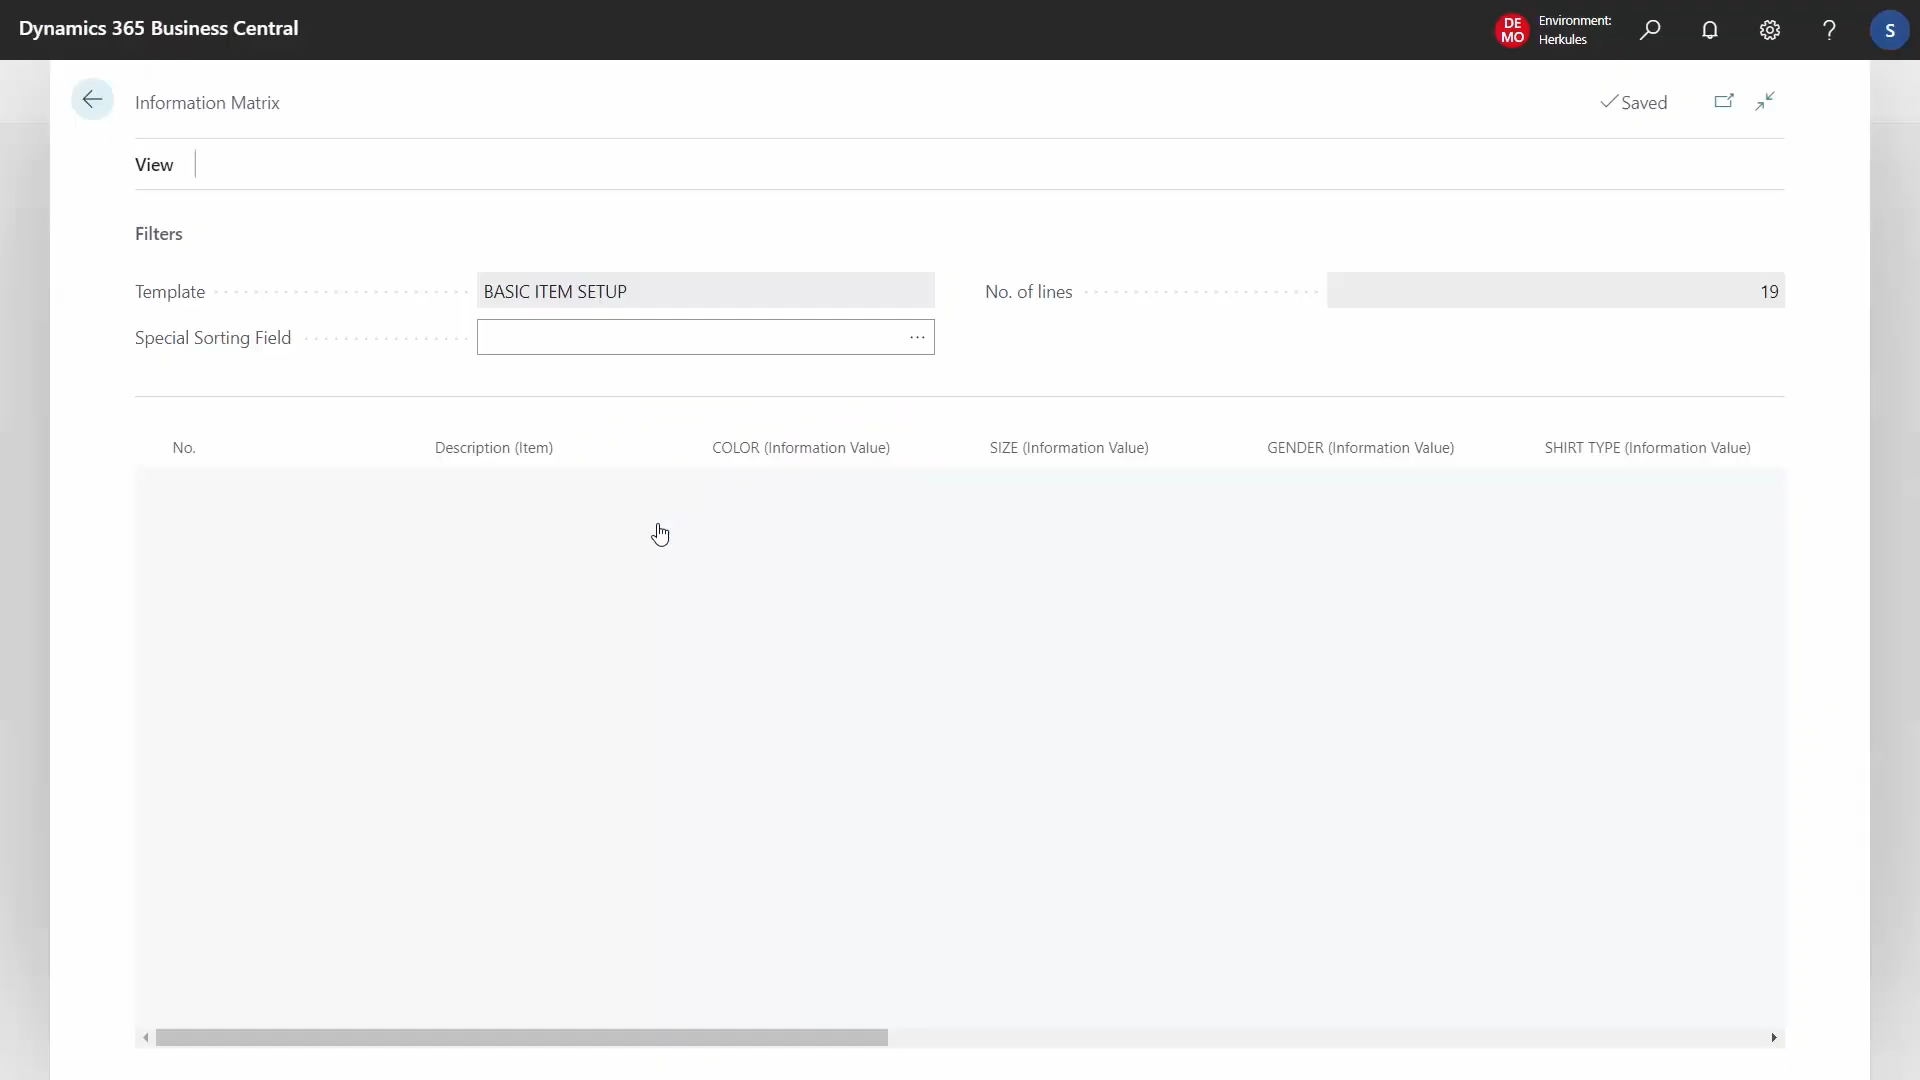 Dynamics 365 Business Central
DE
MO
Environment:
Herkules
?
S
Information Matrix
Saved
View
Filters
Template
BASIC ITEM SETUP
No. of lines
19
Special Sorting Field
...
No.
Description (Item)
COLOR (Information Value)
SIZE (Information Value)
GENDER (Information Value)
SHIRT TYPE (Information Value)